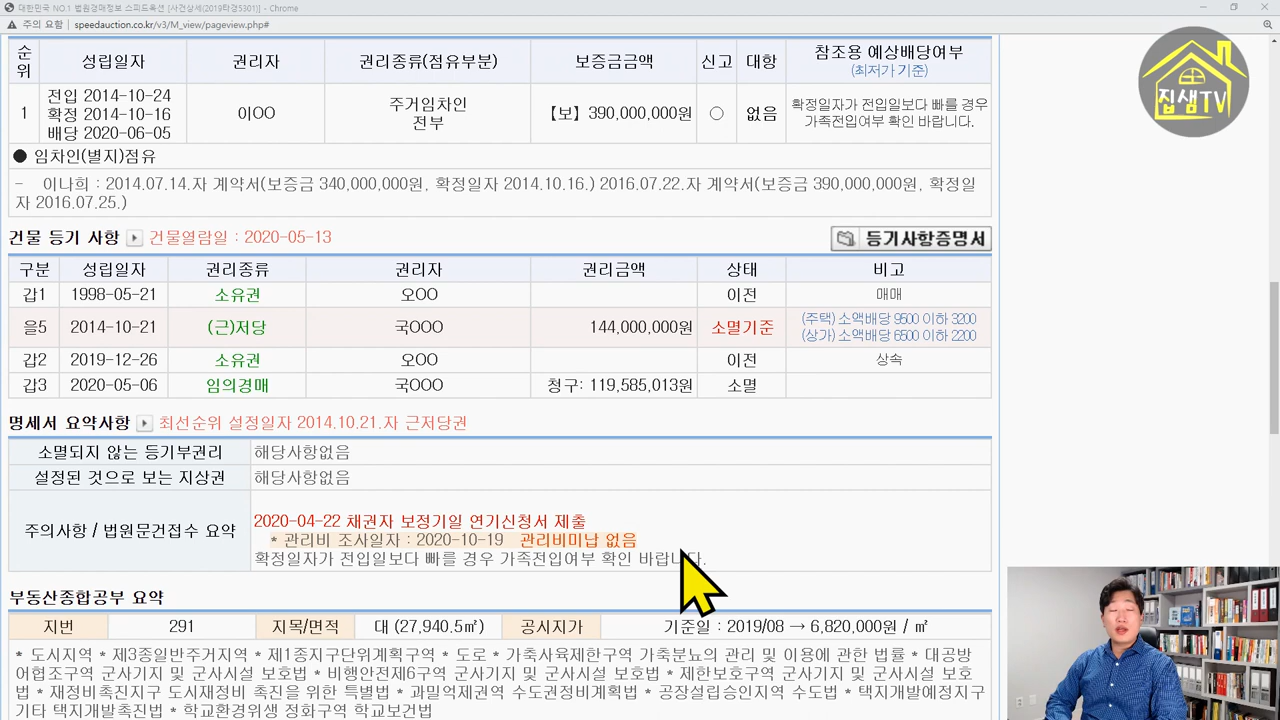 대한민국 NO.1 법원경매정보 스피드옥션 [사건상세(2019타경5301)] - Chrome
주의 요함 speedauction.co.kr/v3/M_view/pageview.php#
순위 성립일자 권리자 권리종류(점유부분) 보증금금액 신고 대항 참조용 예상배당여부
(최저가 기준)
1 전입 2014-10-24
확정 2014-10-16
배당 2020-06-05
이OO 주거임차인
전부
【보】 390,000,000원 ○ 없음 확정일자가 전입일보다 빠를 경우
가족전입여부 확인 바랍니다.
● 임차인(별지)점유
- 이나희 : 2014.07.14.자 계약서(보증금 340,000,000원, 확정일자 2014.10.16.) 2016.07.22.자 계약서(보증금 390,000,000원, 확정일
자 2016.07.25.)
건물 등기 사항 건물열람일 : 2020-05-13 등기사항증명서
구분 성립일자 권리종류 권리자 권리금액 상태 비고
갑1 1998-05-21 소유권 오OO 이전 매매
을5 2014-10-21 (근)저당 국OOO 144,000,000원 소멸기준 (주택) 소액배당 9500 이하 3200
(상가) 소액배당 6500 이하 2200
갑2 2019-12-26 소유권 오OO 이전 상속
갑3 2020-05-06 임의경매 국OOO 청구: 119,585,013원 소멸
명세서 요약사항 최선순위 설정일자 2014.10.21.자 근저당권
소멸되지 않는 등기부권리 해당사항없음
설정된 것으로 보는 지상권 해당사항없음
주의사항 / 법원문건접수 요약 2020-04-22 채권자 보정기일 연기신청서 제출
* 관리비 조사일자 : 2020-10-19 관리비미납 없음
확정일자가 전입일보다 빠를 경우 가족전입여부 확인 바랍니다.
부동산종합공부 요약
지번 291 지목/면적 대 (27,940.5㎡) 공시지가 기준일 : 2019/08 → 6,820,000원 / ㎡
* 도시지역 * 제3종일반주거지역 * 제1종지구단위계획구역 * 도로 * 가축사육제한구역 가축분뇨의 관리 및 이용에 관한 법률 * 대공방
어협조구역 군사기지 및 군사시설 보호법 * 비행안전제6구역 군사기지 및 군사시설 보호법 * 제한보호구역 군사기지 및 군사시설 보호
법 * 재정비촉진지구 도시재정비 촉진을 위한 특별법 * 과밀억제권역 수도권정비계획법 * 공장설립승인지역 수도법 * 택지개발예정지구
기타 택지개발촉진법 * 학교환경위생 정화구역 학교보건법
집샘TV